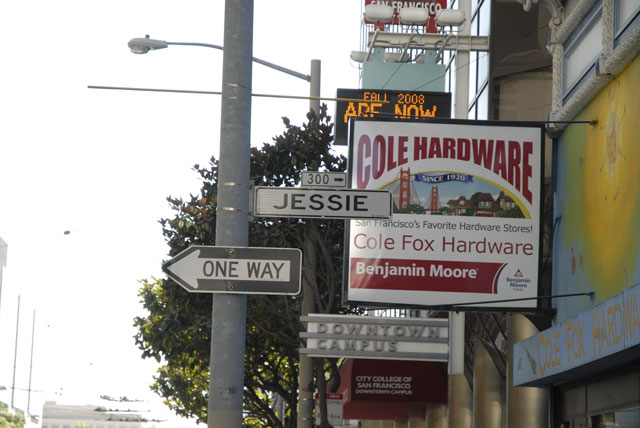 SAN FRANCISCO
FALL 2008
ARE NOW
COLE HARDWARE
SINCE 1920
300 →
JESSIE
San Francisco's Favorite Hardware Stores!
Cole Fox Hardware
Benjamin Moore
Benjamin
Moore
Paints
ONE WAY
DOWNTOWN
CAMPUS
CITY COLLEGE OF
SAN FRANCISCO
DOWNTOWN CAMPUS
COLE FOX HARDWA